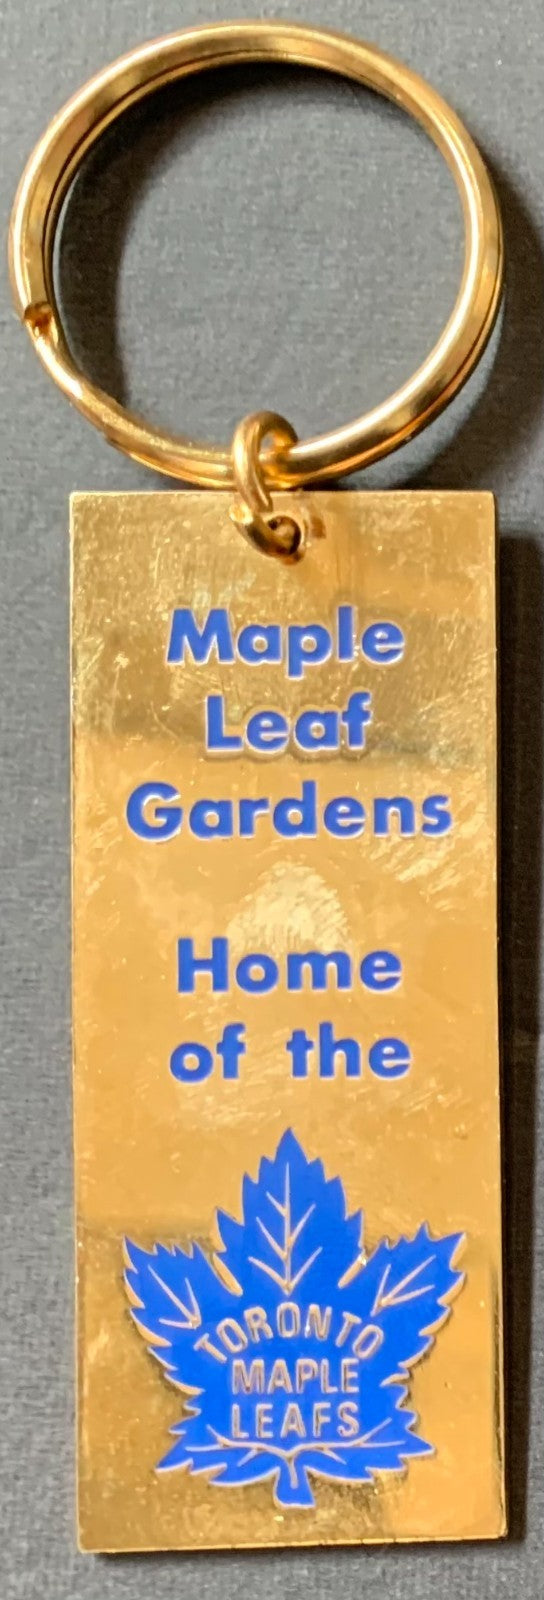 Maple
Leaf
Gardens
Home
of the
TORONTO
MAPLE
LEAFS